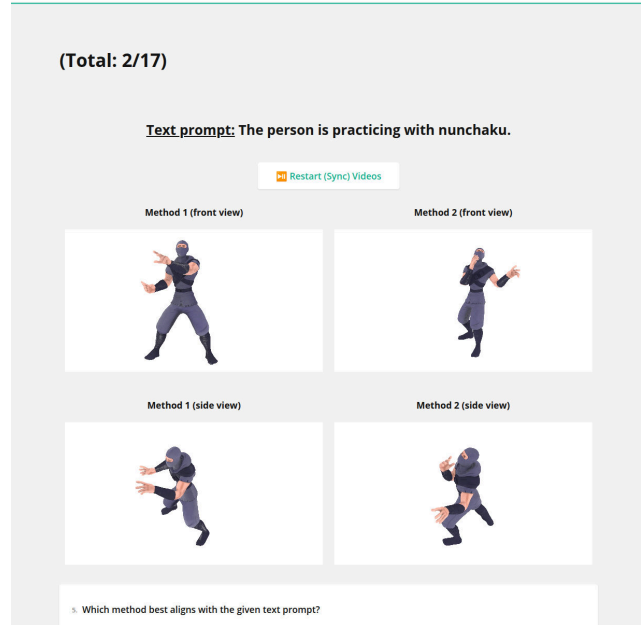 (Total: 2/17)
Text prompt: The person is practicing with nunchaku.
Restart (Sync) Videos
Method 1 (front view)
Method 2 (front view)
Method 1 (side view)
Method 2 (side view)
5. Which method best aligns with the given text prompt?